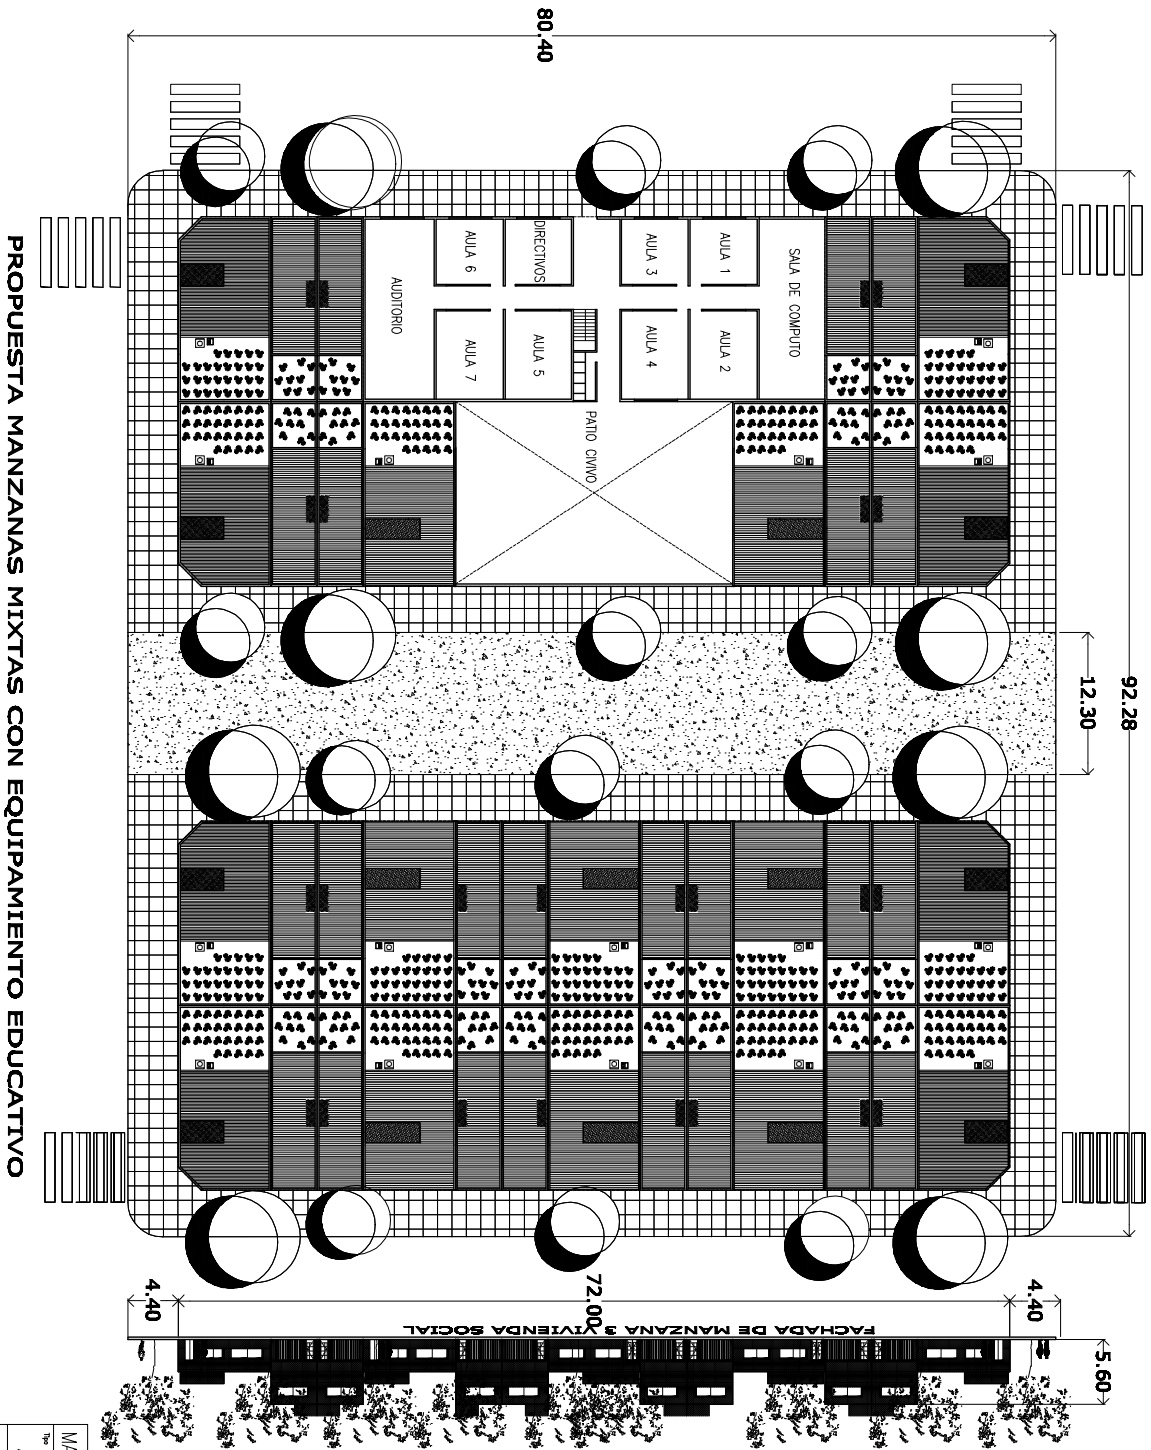 PROPUESTA MANZANAS MIXTAS CON EQUIPAMIENTO EDUCATIVO
80.40
92.28
12.30
SALA DE COMPUTO
AULA 1
AULA 2
AULA 3
AULA 4
DIRECTIVOS
AULA 5
AULA 6
AULA 7
AUDITORIO
PATIO CIVIVO
4.40
72.00
4.40
5.60
FACHADA DE MANZANA 3 VIVIENDA SOCIAL
MA